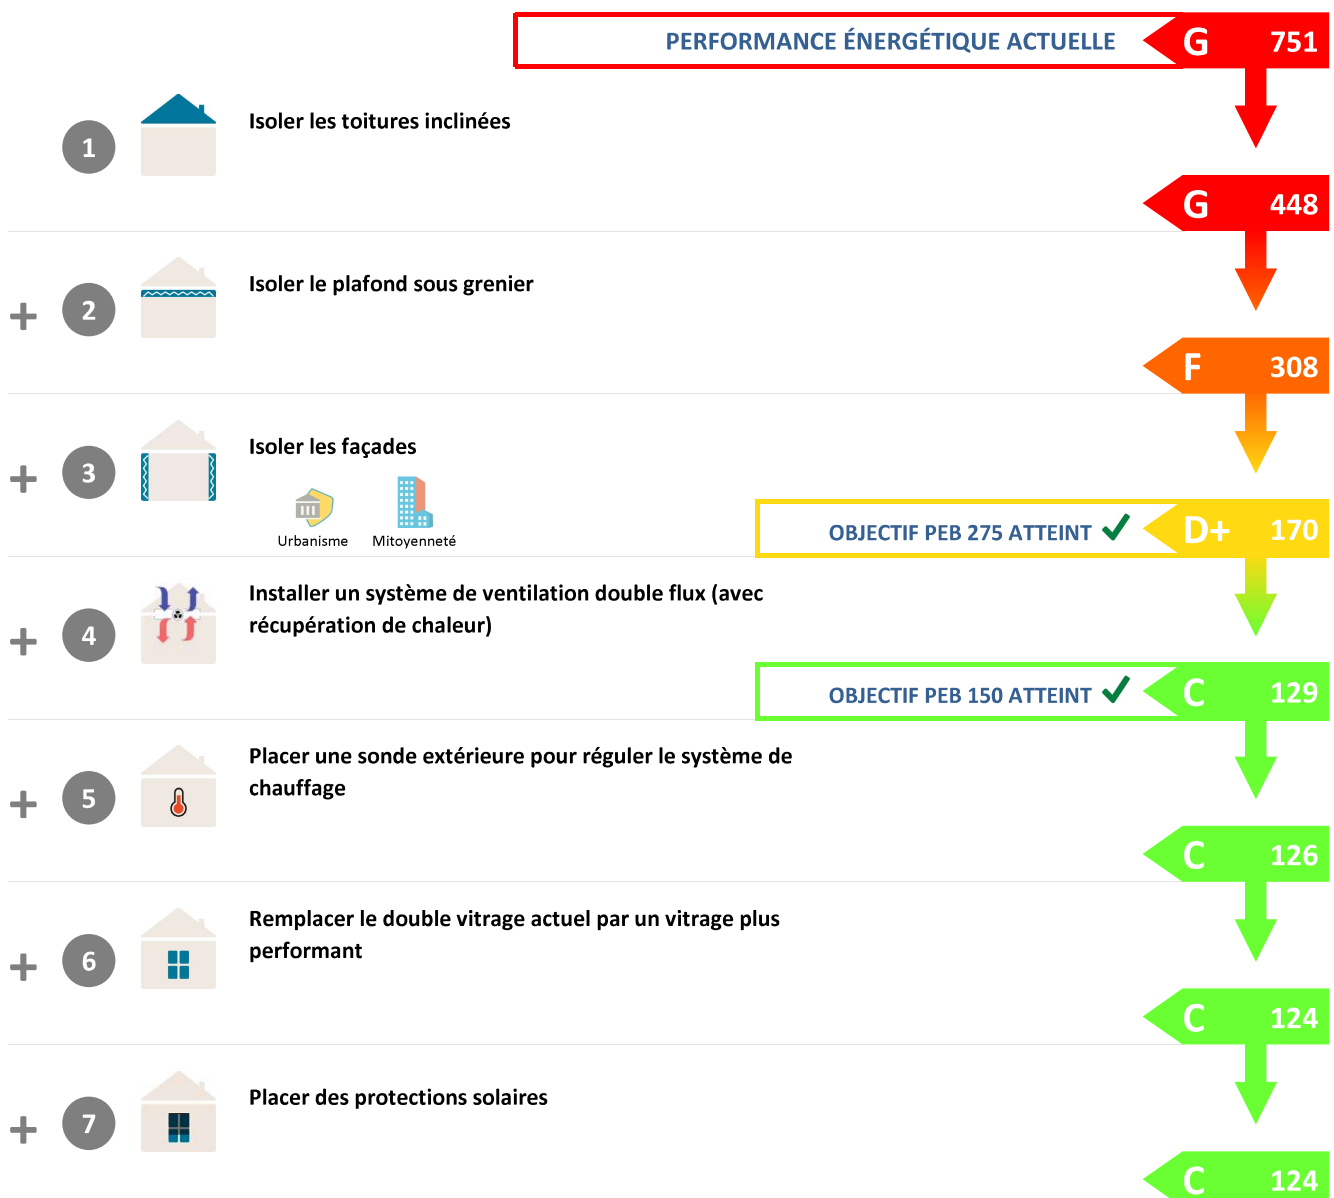 PERFORMANCE ÉNERGÉTIQUE ACTUELLE G 751
1 Isoler les toitures inclinées
G 448
+ 2 Isoler le plafond sous grenier
F 308
+ 3 Isoler les façades
Urbanisme Mitoyenneté
OBJECTIF PEB 275 ATTEINT D+ 170
+ 4 Installer un système de ventilation double flux (avec
récupération de chaleur)
OBJECTIF PEB 150 ATTEINT C 129
+ 5 Placer une sonde extérieure pour réguler le système de
chauffage
C 126
+ 6 Remplacer le double vitrage actuel par un vitrage plus
performant
C 124
+ 7 Placer des protections solaires
C 124